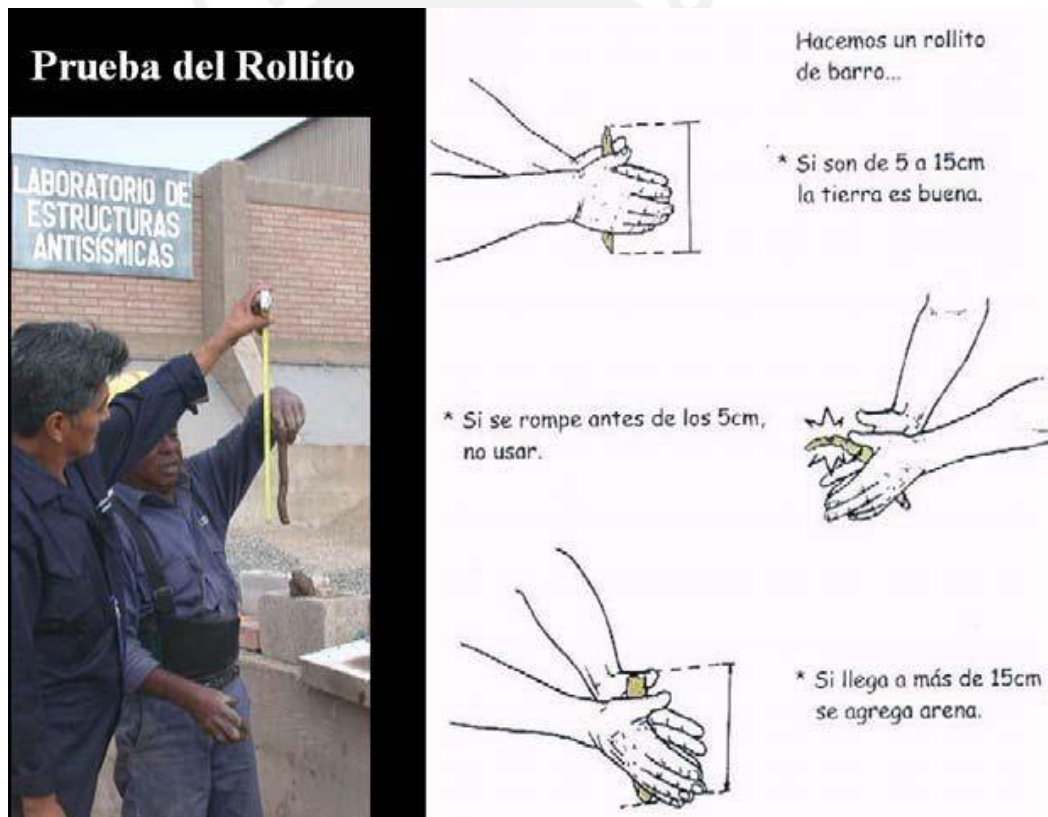 Prueba del Rollito
LABORATORIO DE
ESTRUCTURAS
ANTISÍSMICAS
Hacemos un rollito
de barro...
* Si son de 5 a 15cm
la tierra es buena.
* Si se rompe antes de los 5cm,
no usar.
* Si llega a más de 15cm
se agrega arena.